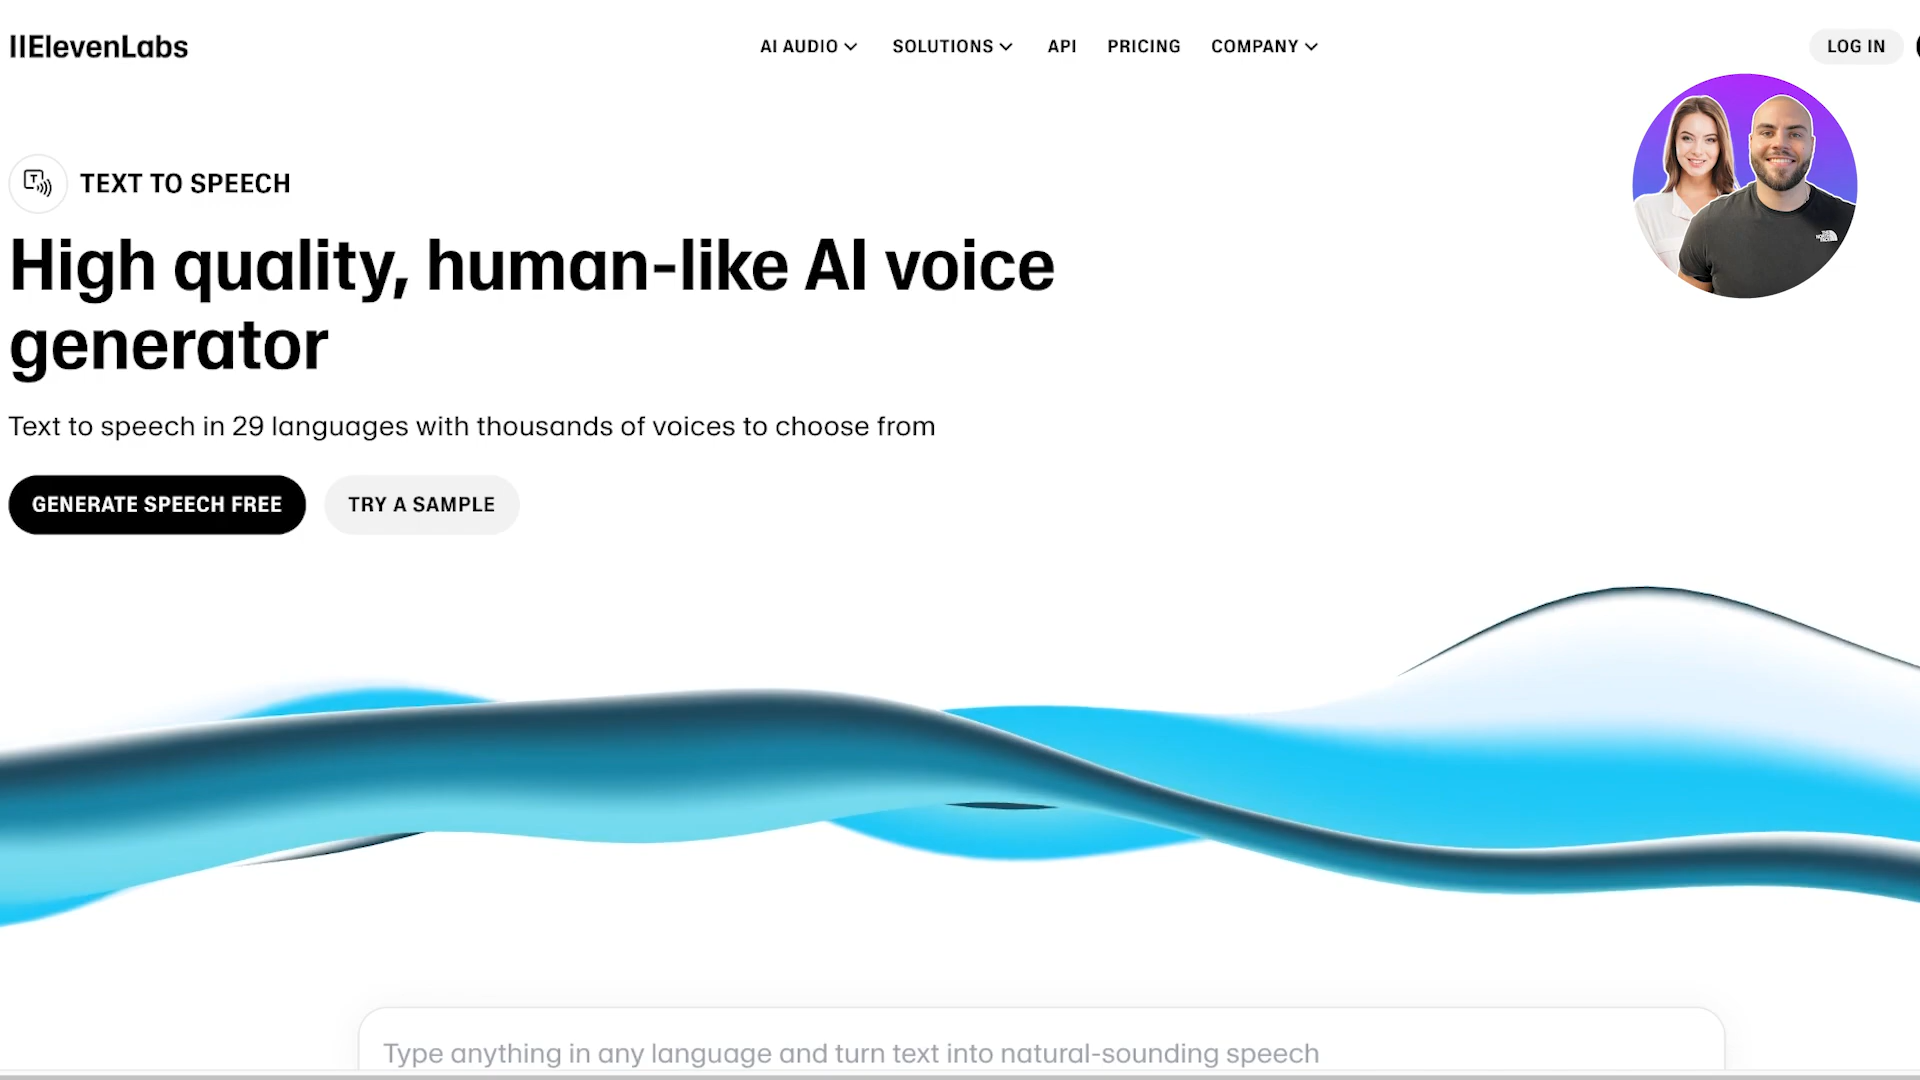 IIElevenLabs
AI AUDIO
SOLUTIONS
API
PRICING
COMPANY
LOG IN
TEXT TO SPEECH
High quality, human-like AI voice
generator
Text to speech in 29 languages with thousands of voices to choose from
GENERATE SPEECH FREE
TRY A SAMPLE
Type anything in any language and turn text into natural-sounding speech